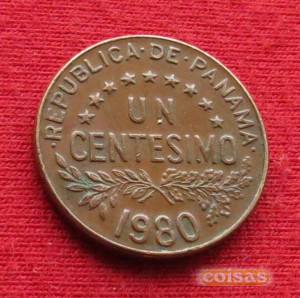 ·REPUBLICA·DE·PANAMA·
UN
CENTESIMO
1980
coisas